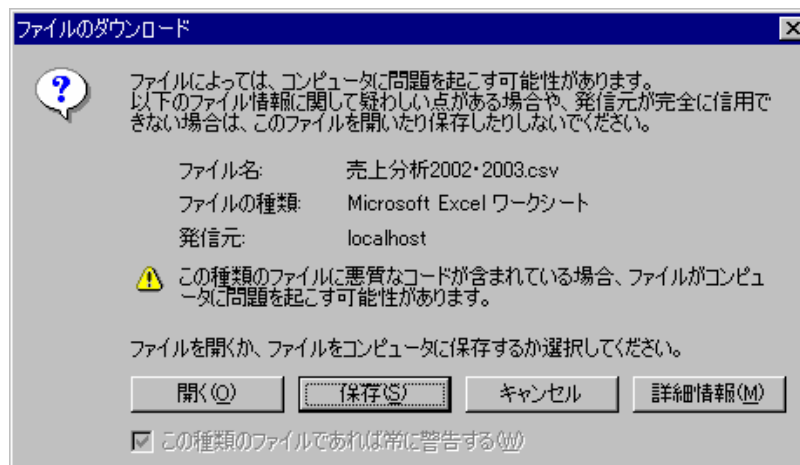 ファイルのダウンロード
ファイルによっては、コンピュータに問題を起こす可能性があります。
以下のファイル情報に関して疑わしい点がある場合や、発信元が完全に信用で
きない場合は、このファイルを開いたり保存したりしないでください。
ファイル名: 売上分析2002・2003.csv
ファイルの種類: Microsoft Excel ワークシート
発信元: localhost
この種類のファイルに悪質なコードが含まれている場合、ファイルがコンピュ
ータに問題を起こす可能性があります。
ファイルを開くか、ファイルをコンピュータに保存するか選択してください。
開く(O) 保存(S) キャンセル 詳細情報(M)
この種類のファイルであれば常に警告する(W)